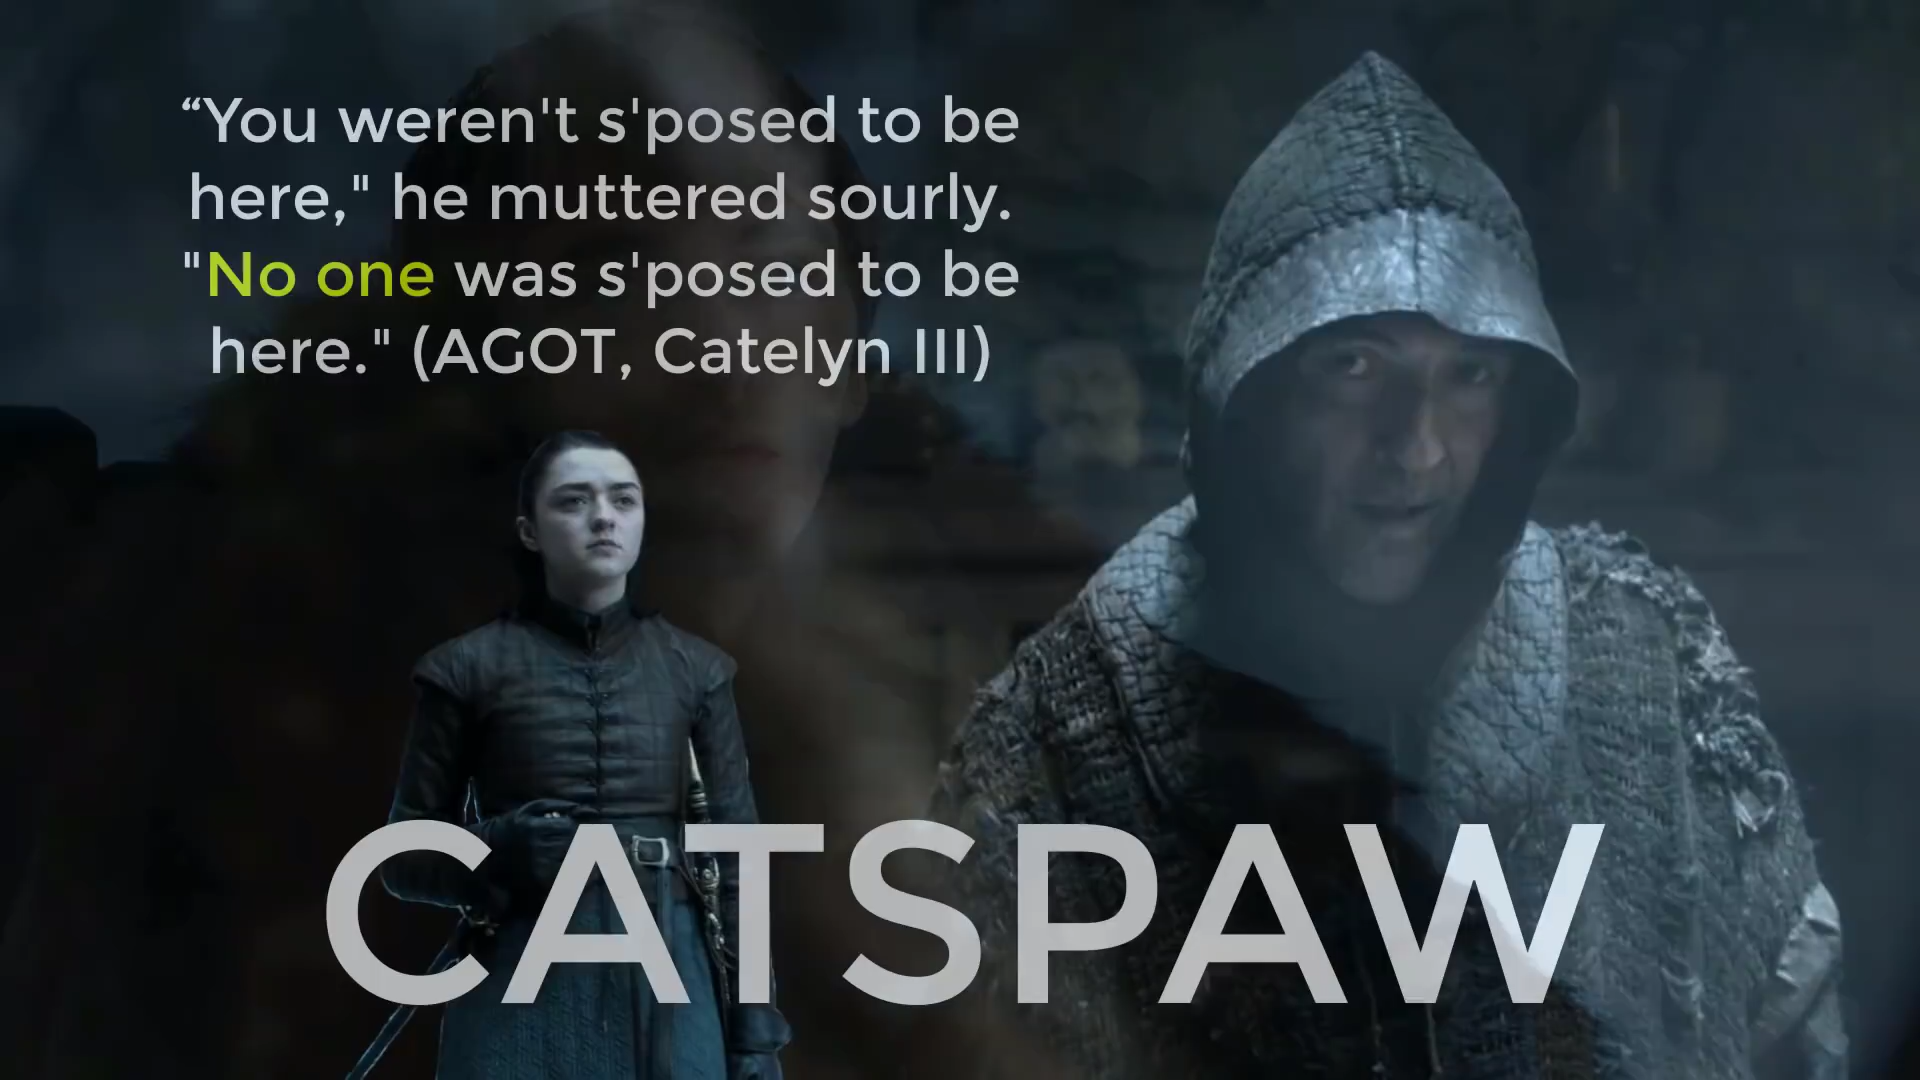 “You weren't s'posed to be
here," he muttered sourly.
"No one was s'posed to be
here." (AGOT, Catelyn III)
CATSPAW